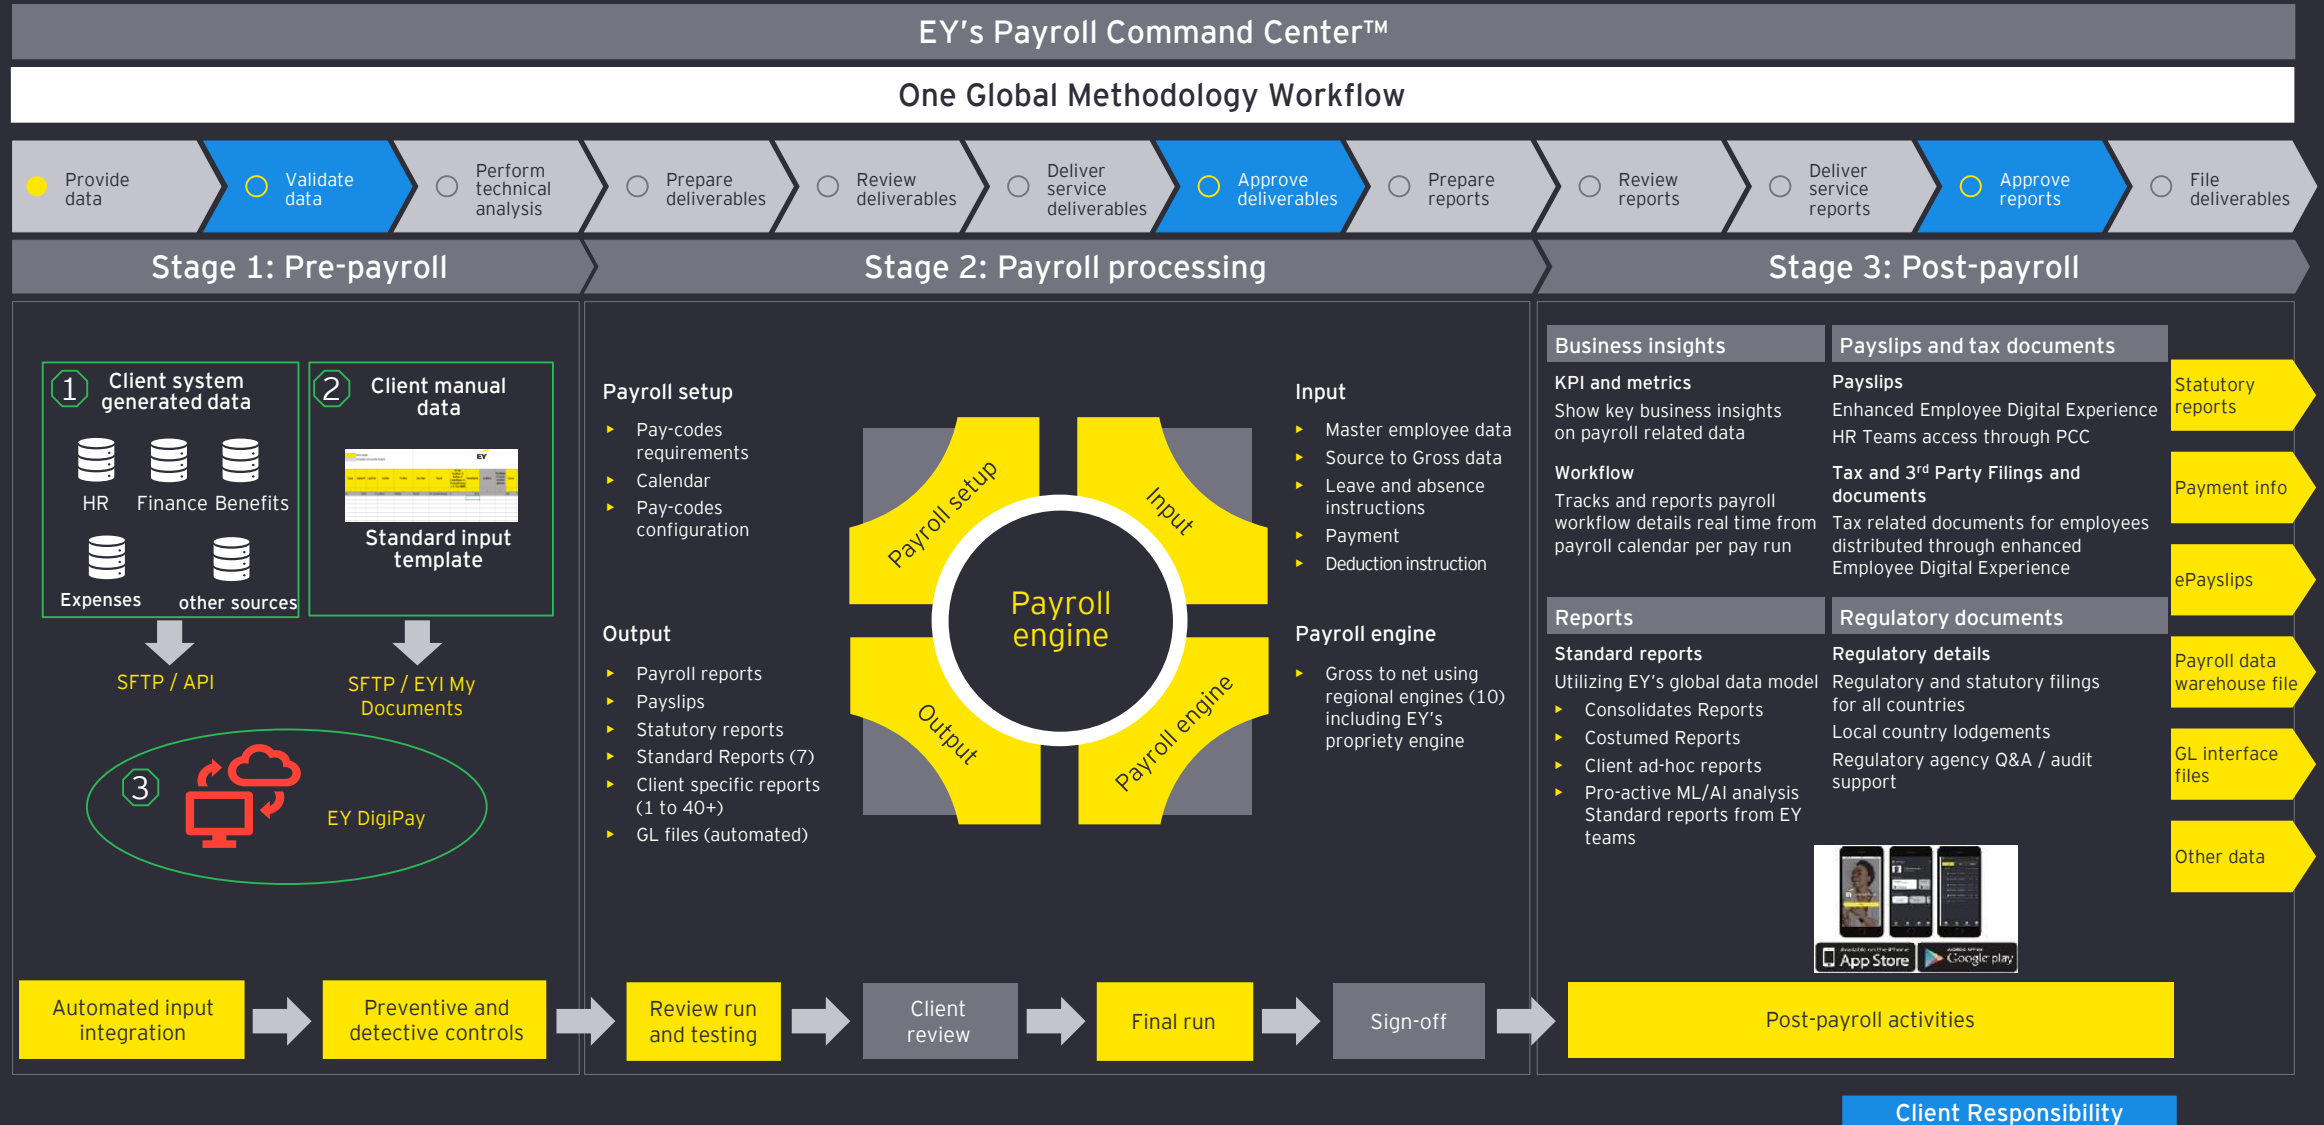 EY's Payroll Command Center™
One Global Methodology Workflow
Provide
data
Validate
data
Perform
technical
analysis
Prepare
deliverables
Review
deliverables
Deliver
service
deliverables
Approve
deliverables
Prepare
reports
Review
reports
Deliver
service
reports
Approve
reports
File
deliverables
Stage 1: Pre-payroll
Stage 2: Payroll processing
Stage 3: Post-payroll
1
Client system
generated data
HR
Finance
Benefits
Expenses
other sources
SFTP / API
2
Client manual
data
EY
Standard input
template
SFTP / EYI My
Documents
3
EY DigiPay
Payroll setup
▸ Pay-codes
requirements
▸ Calendar
▸ Pay-codes
configuration
Output
▸ Payroll reports
▸ Payslips
▸ Statutory reports
▸ Standard Reports (7)
▸ Client specific reports
(1 to 40+)
▸ GL files (automated)
Payroll setup
Input
Output
Payroll engine
Payroll
engine
Input
▸ Master employee data
▸ Source to Gross data
▸ Leave and absence
instructions
▸ Payment
▸ Deduction instruction
Payroll engine
▸ Gross to net using
regional engines (10)
including EY's
propriety engine
Business insights
KPI and metrics
Show key business insights
on payroll related data
Workflow
Tracks and reports payroll
workflow details real time from
payroll calendar per pay run
Payslips and tax documents
Payslips
Enhanced Employee Digital Experience
HR Teams access through PCC
Tax and 3rd Party Filings and
documents
Tax related documents for employees
distributed through enhanced
Employee Digital Experience
Reports
Standard reports
Utilizing EY's global data model
▸ Consolidates Reports
▸ Costumed Reports
▸ Client ad-hoc reports
▸ Pro-active ML/AI analysis
Standard reports from EY
teams
Regulatory documents
Regulatory details
Regulatory and statutory filings
for all countries
Local country lodgements
Regulatory agency Q&A / audit
support
Statutory
reports
Payment info
ePayslips
Payroll data
warehouse file
GL interface
files
Other data
Available on the iPhone
App Store
Google play
Automated input
integration
Preventive and
detective controls
Review run
and testing
Client
review
Final run
Sign-off
Post-payroll activities
Client Responsibility